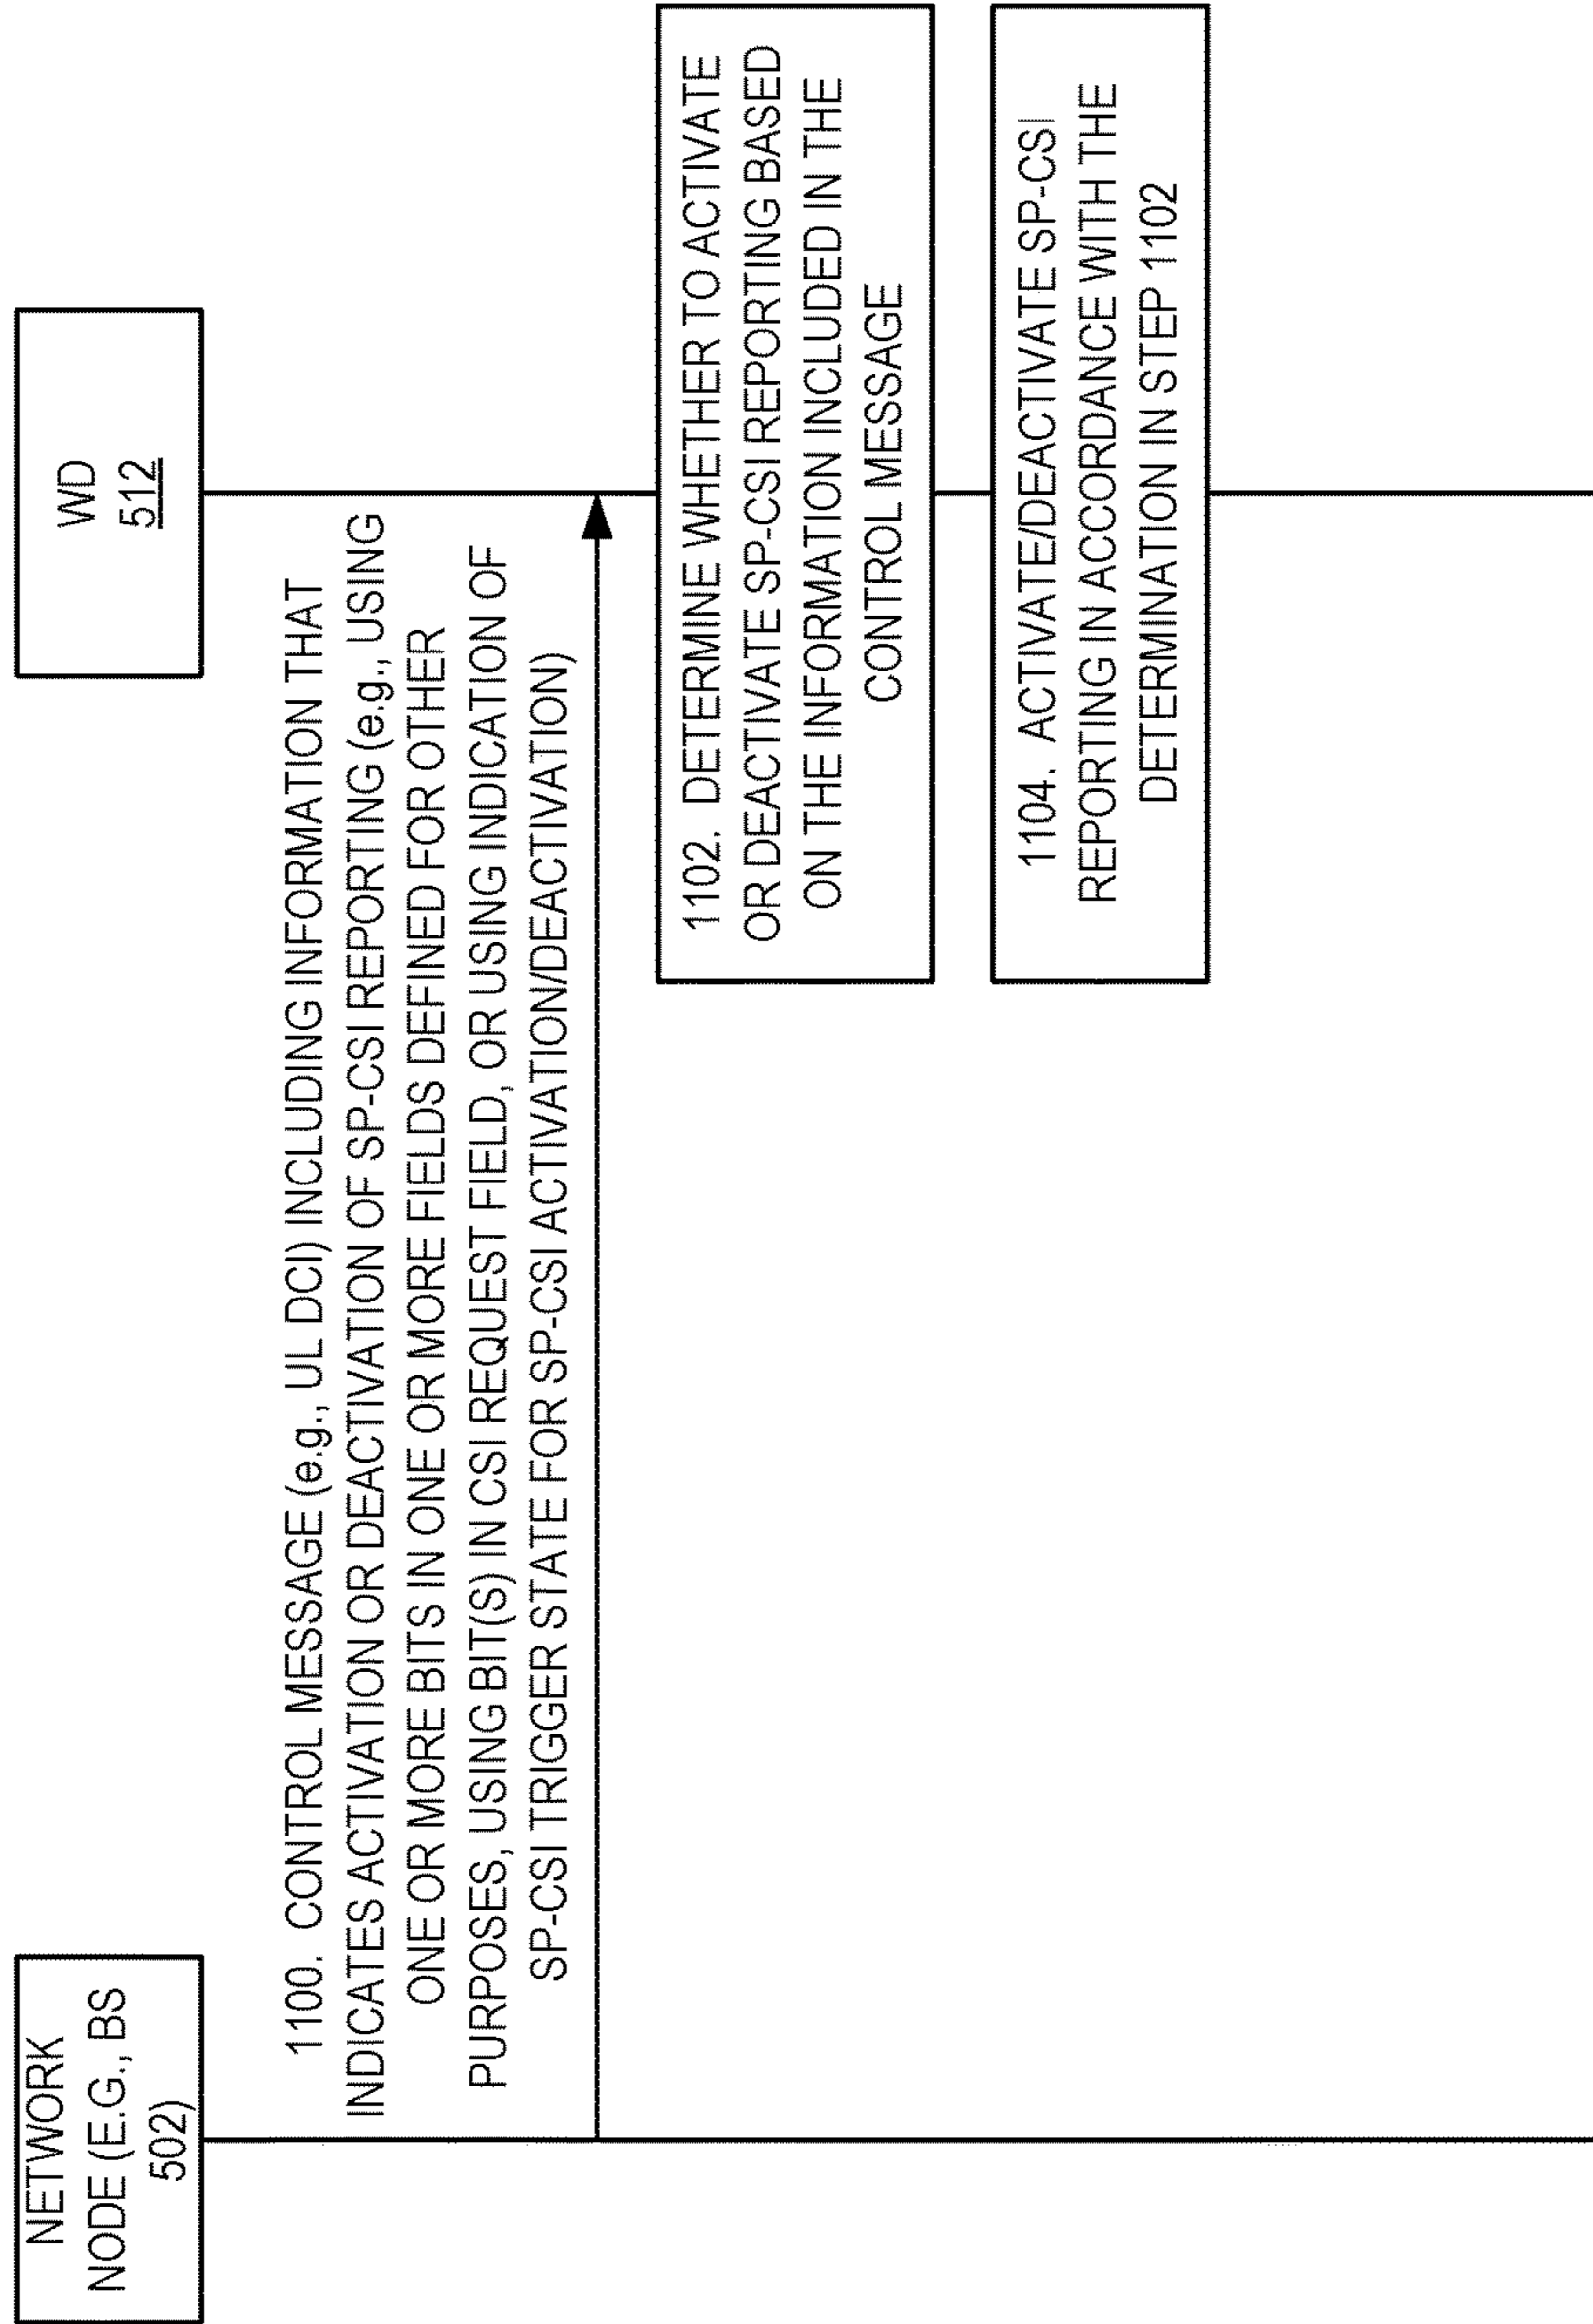 NETWORK
NODE (E.G., BS
502)
WD
512
1100. CONTROL MESSAGE (e.g., UL DCI) INCLUDING INFORMATION THAT
INDICATES ACTIVATION OR DEACTIVATION OF SP-CSI REPORTING (e.g., USING
ONE OR MORE BITS IN ONE OR MORE FIELDS DEFINED FOR OTHER
PURPOSES, USING BIT(S) IN CSI REQUEST FIELD, OR USING INDICATION OF
SP-CSI TRIGGER STATE FOR SP-CSI ACTIVATION/DEACTIVATION)
1102. DETERMINE WHETHER TO ACTIVATE
OR DEACTIVATE SP-CSI REPORTING BASED
ON THE INFORMATION INCLUDED IN THE
CONTROL MESSAGE
1104. ACTIVATE/DEACTIVATE SP-CSI
REPORTING IN ACCORDANCE WITH THE
DETERMINATION IN STEP 1102